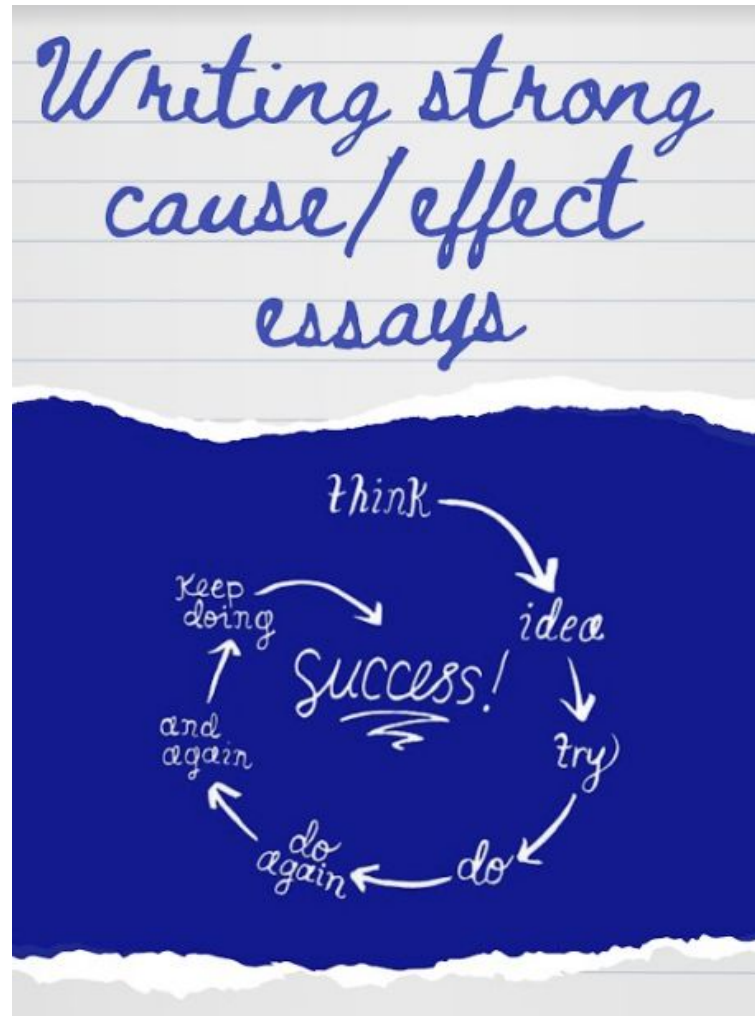 Writing strong
cause/effect
essays
think
idea
try
do
do
again
and
again
keep
doing
success!